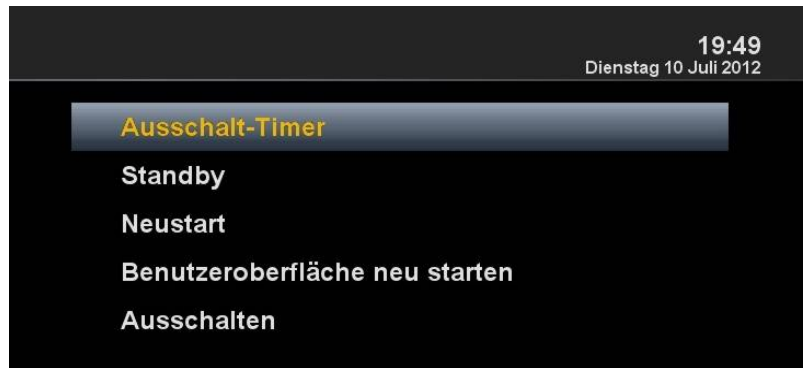 19:49
Dienstag 10 Juli 2012
Ausschalt-Timer
Standby
Neustart
Benutzeroberfläche neu starten
Ausschalten